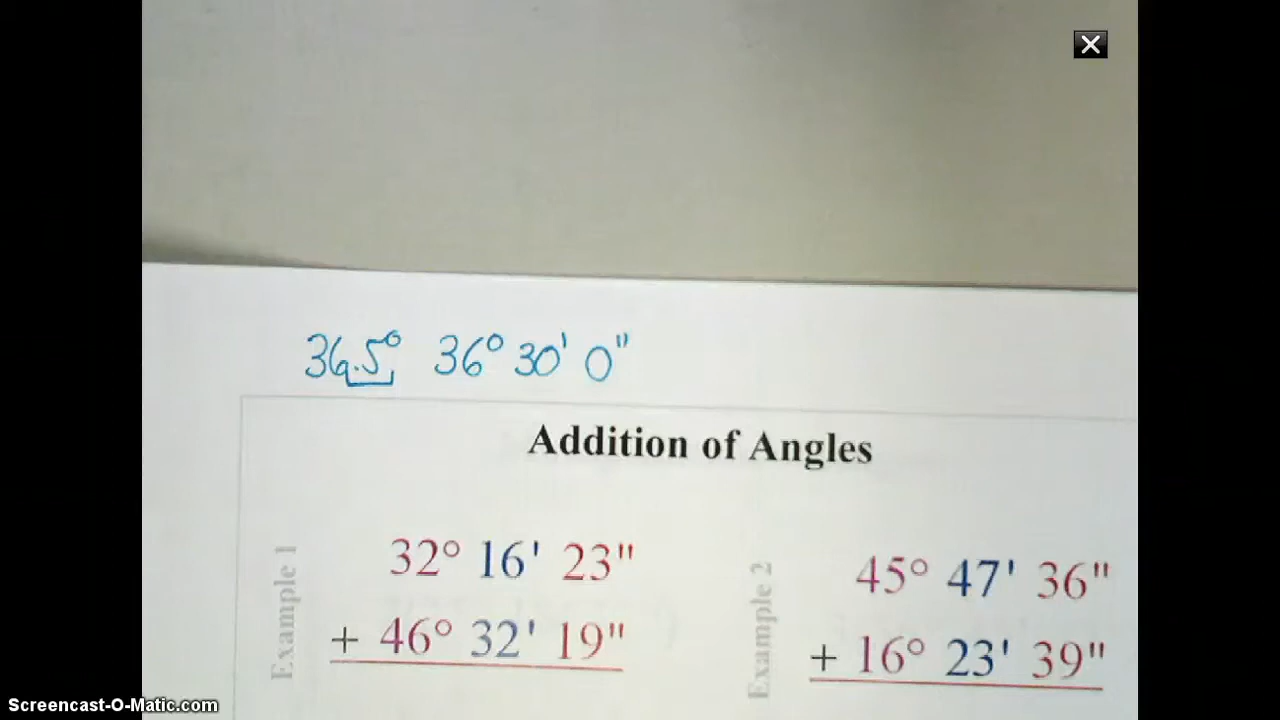 36.5° 36° 30' 0"
Addition of Angles
Example 1
32° 16' 23"
+ 46° 32' 19"
Example 2
45° 47' 36"
+ 16° 23' 39"
Screencast-O-Matic.com